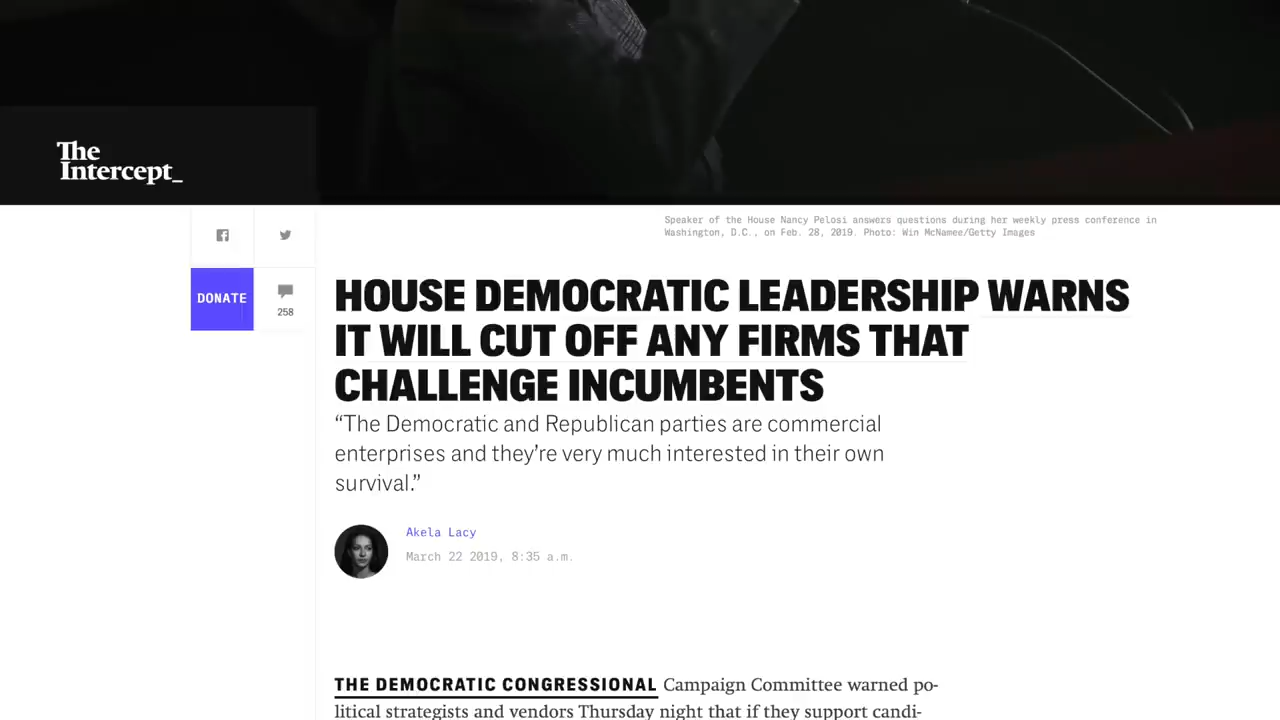 The
Intercept_
Speaker of the House Nancy Pelosi answers questions during her weekly press conference in
Washington, D.C., on Feb. 28, 2019. Photo: Win McNamee/Getty Images
DONATE
258
HOUSE DEMOCRATIC LEADERSHIP WARNS
IT WILL CUT OFF ANY FIRMS THAT
CHALLENGE INCUMBENTS
“The Democratic and Republican parties are commercial
enterprises and they’re very much interested in their own
survival.”
Akela Lacy
March 22 2019, 8:35 a.m.
THE DEMOCRATIC CONGRESSIONAL Campaign Committee warned po-
litical strategists and vendors Thursday night that if they support candi-